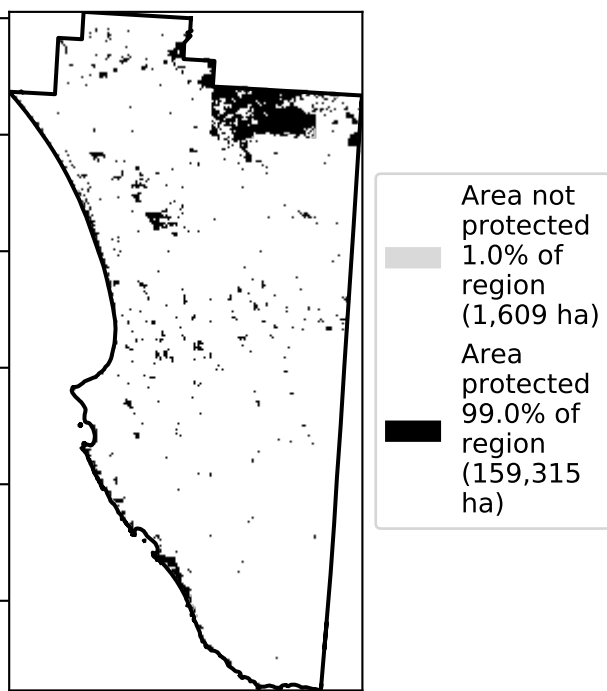 Area not
protected
1.0% of
region
(1,609 ha)
Area
protected
99.0% of
region
(159,315
ha)